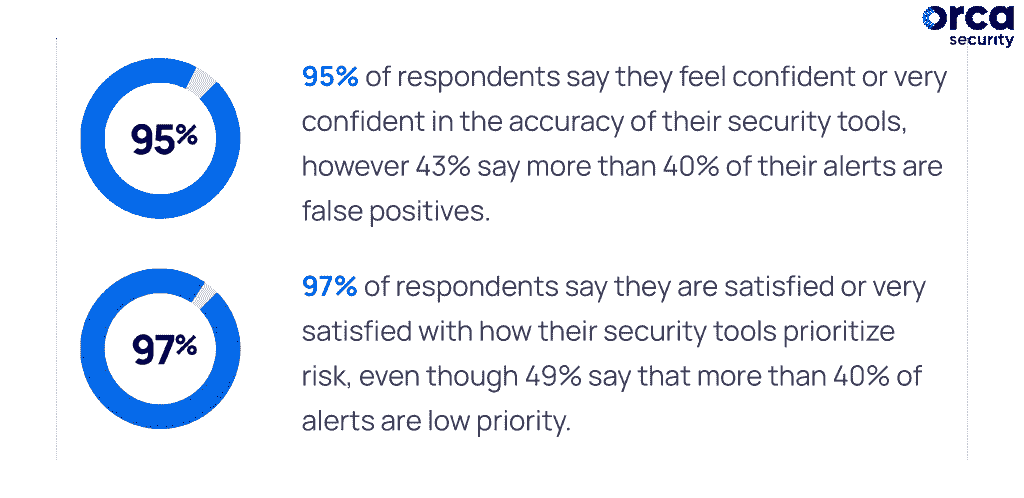 orca
security
95%
95% of respondents say they feel confident or very
confident in the accuracy of their security tools,
however 43% say more than 40% of their alerts are
false positives.
97%
97% of respondents say they are satisfied or very
satisfied with how their security tools prioritize
risk, even though 49% say that more than 40% of
alerts are low priority.